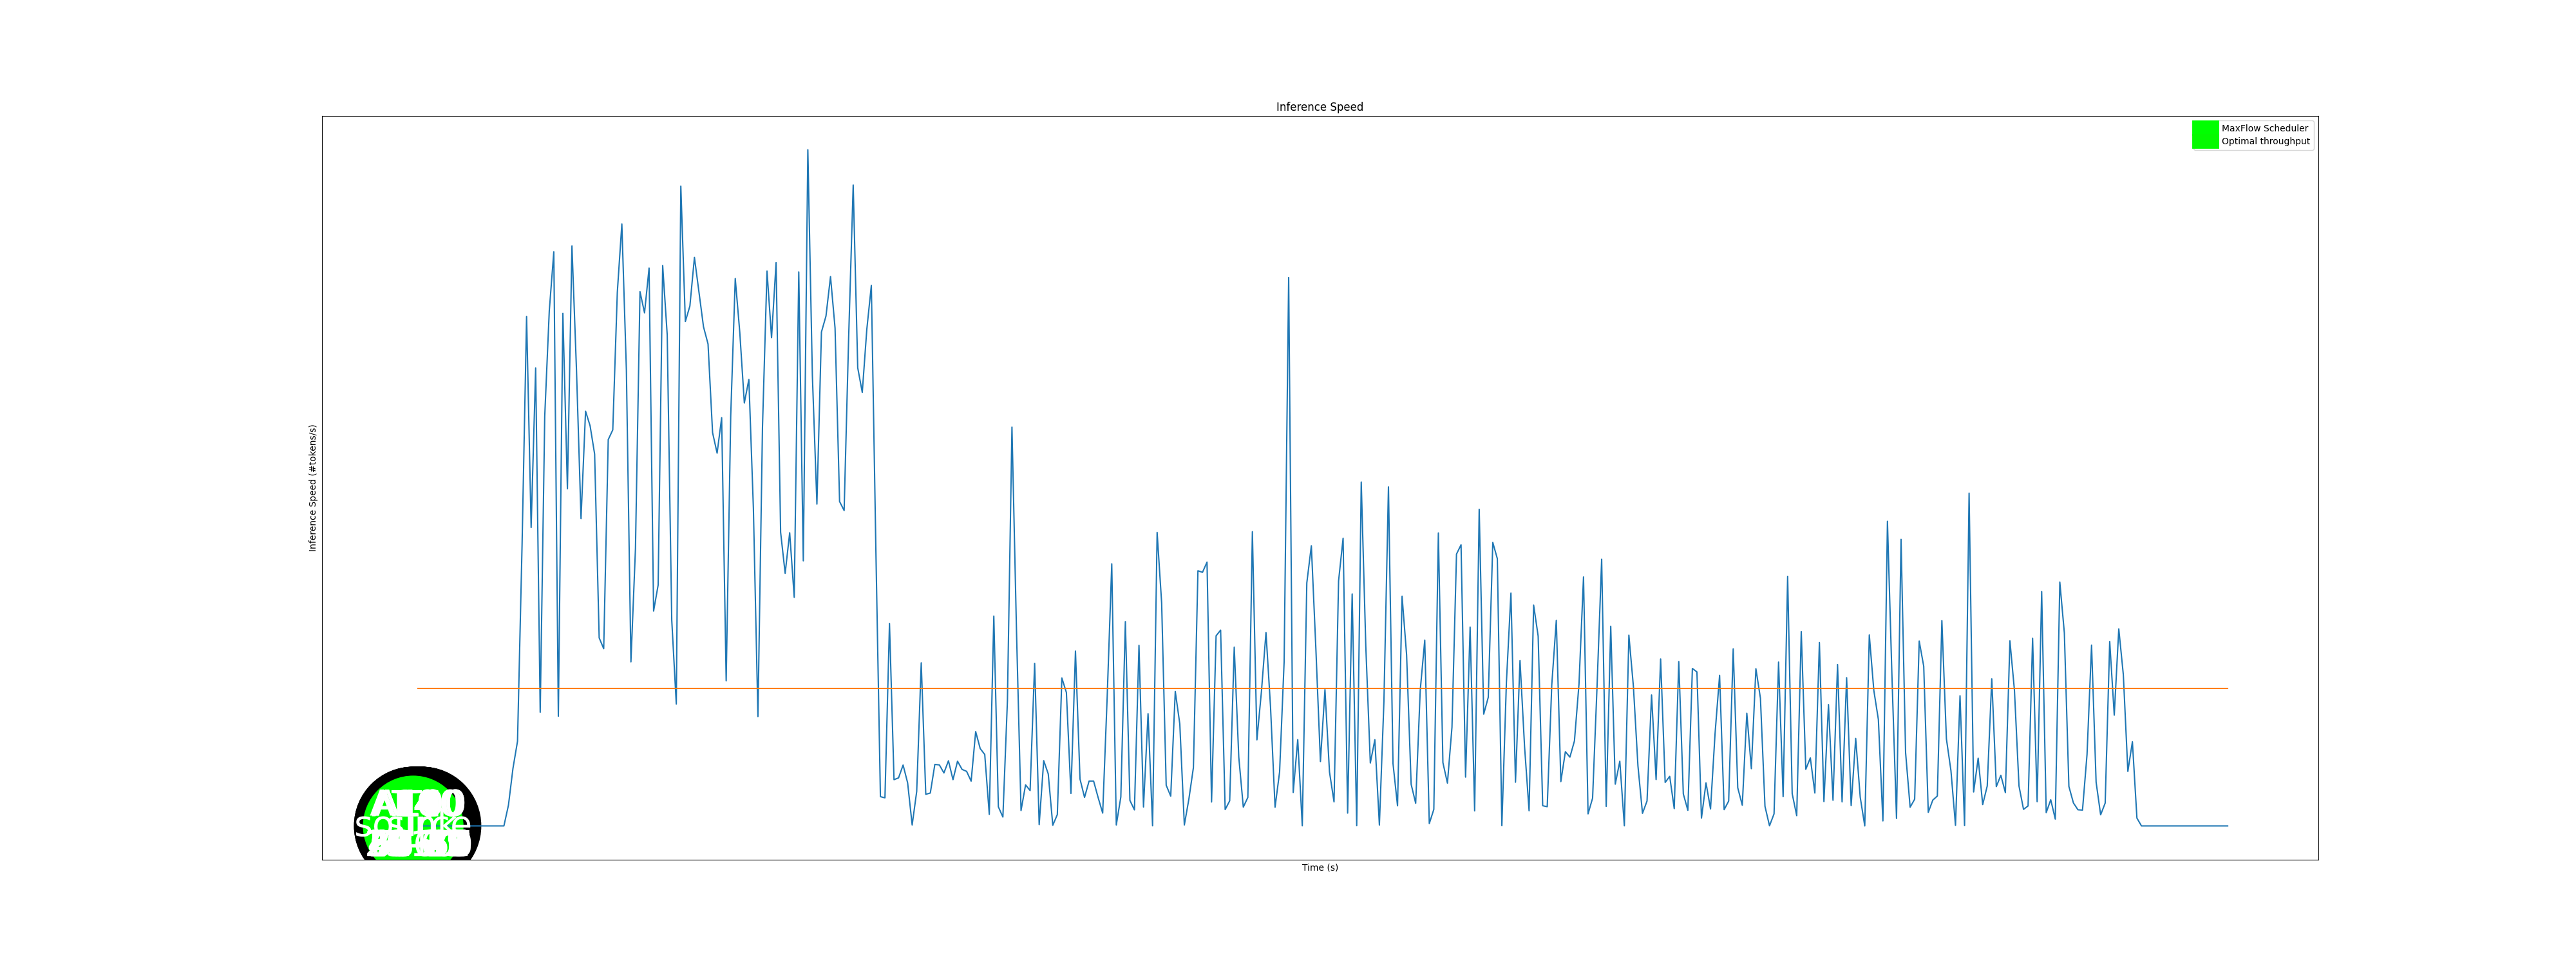 Inference Speed
MaxFlow Scheduler
Optimal throughput
Inference Speed (#tokens/s)
Time (s)